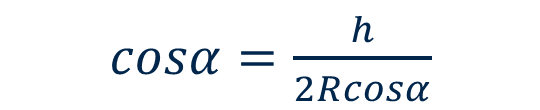 cosα = h / 2Rcosα